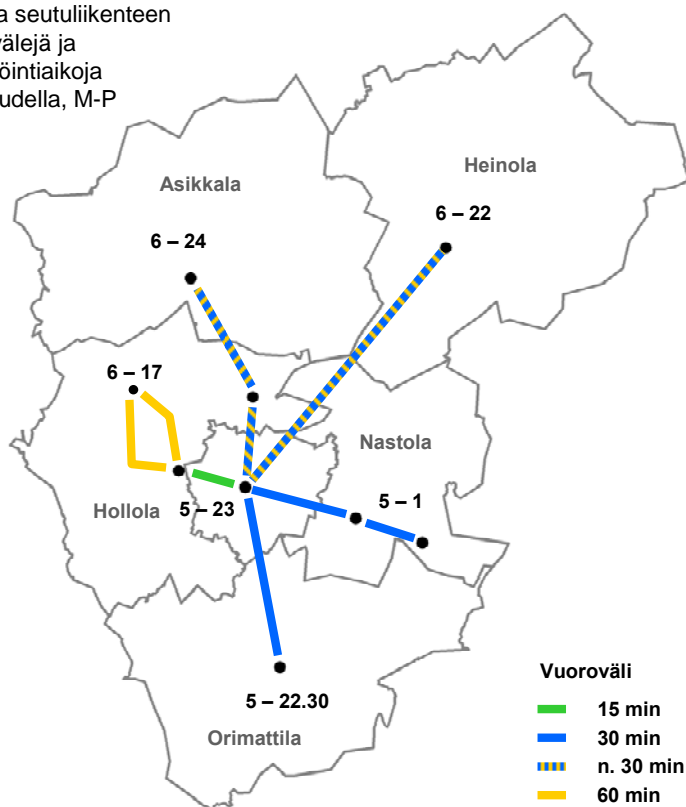 a seutuliikenteen
välejä ja
öintiaikoja
udella, M-P
Asikkala
Heinola
6 – 24
6 – 22
6 – 17
Nastola
5 – 23
5 – 1
Hollola
5 – 22.30
Orimattila
Vuoroväli
15 min
30 min
n. 30 min
60 min